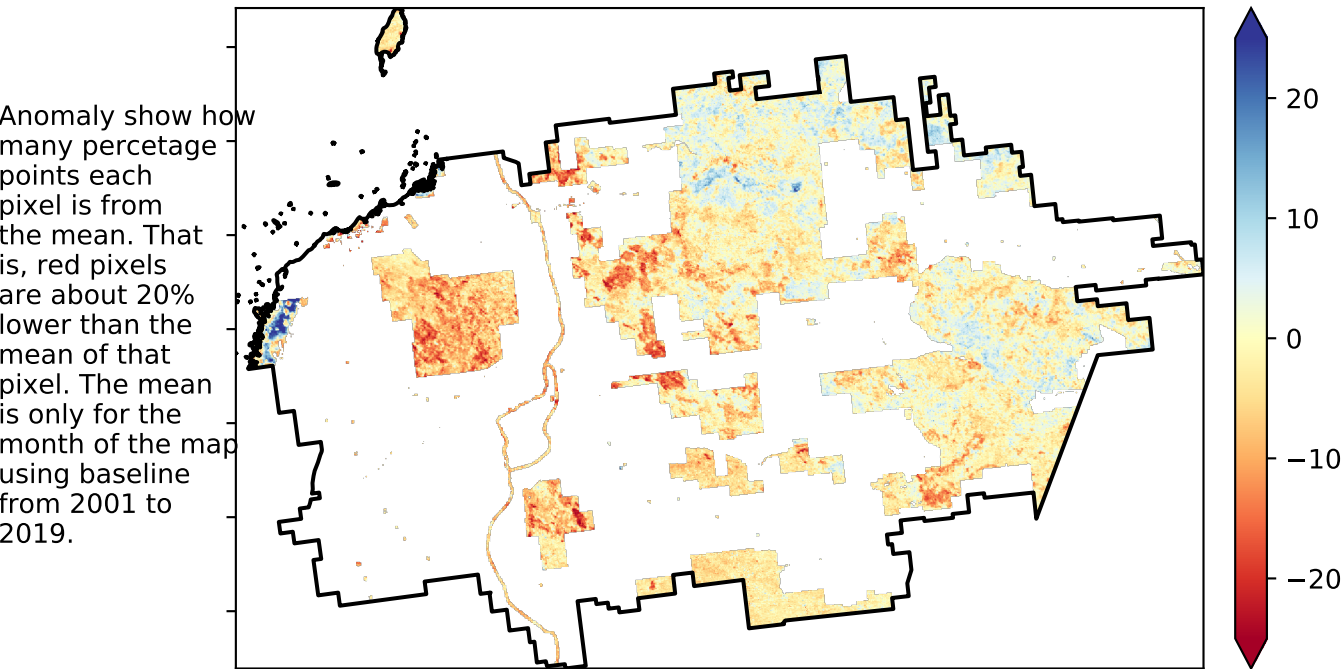 Anomaly show how
many percetage
points each
pixel is from
the mean. That
is, red pixels
are about 20%
lower than the
mean of that
pixel. The mean
is only for the
month of the map
using baseline
from 2001 to
2019.
20
10
0
−10
−20